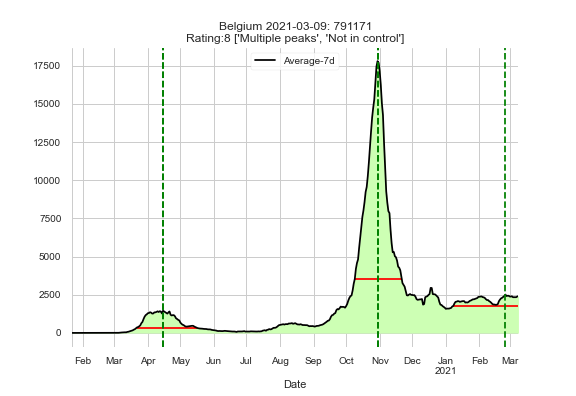 Belgium 2021-03-09: 791171
Rating:8 ['Multiple peaks', 'Not in control']
Average-7d
17500
15000
12500
10000
7500
5000
2500
0
Feb Mar Apr May Jun Jul Aug Sep Oct Nov Dec Jan Feb Mar
2021
Date